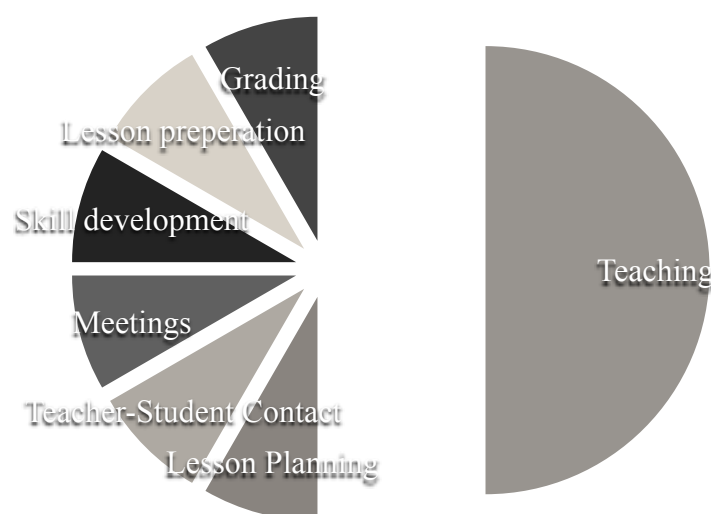 Grading
Lesson preperation
Skill development
Teaching
Meetings
Teacher-Student Contact
Lesson Planning